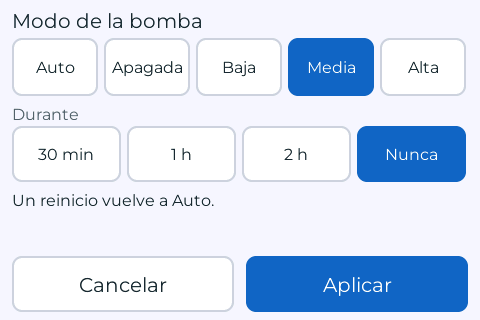 Modo de la bomba
Auto Apagada Baja Media Alta
Durante
30 min 1 h 2 h Nunca
Un reinicio vuelve a Auto.
Cancelar Aplicar